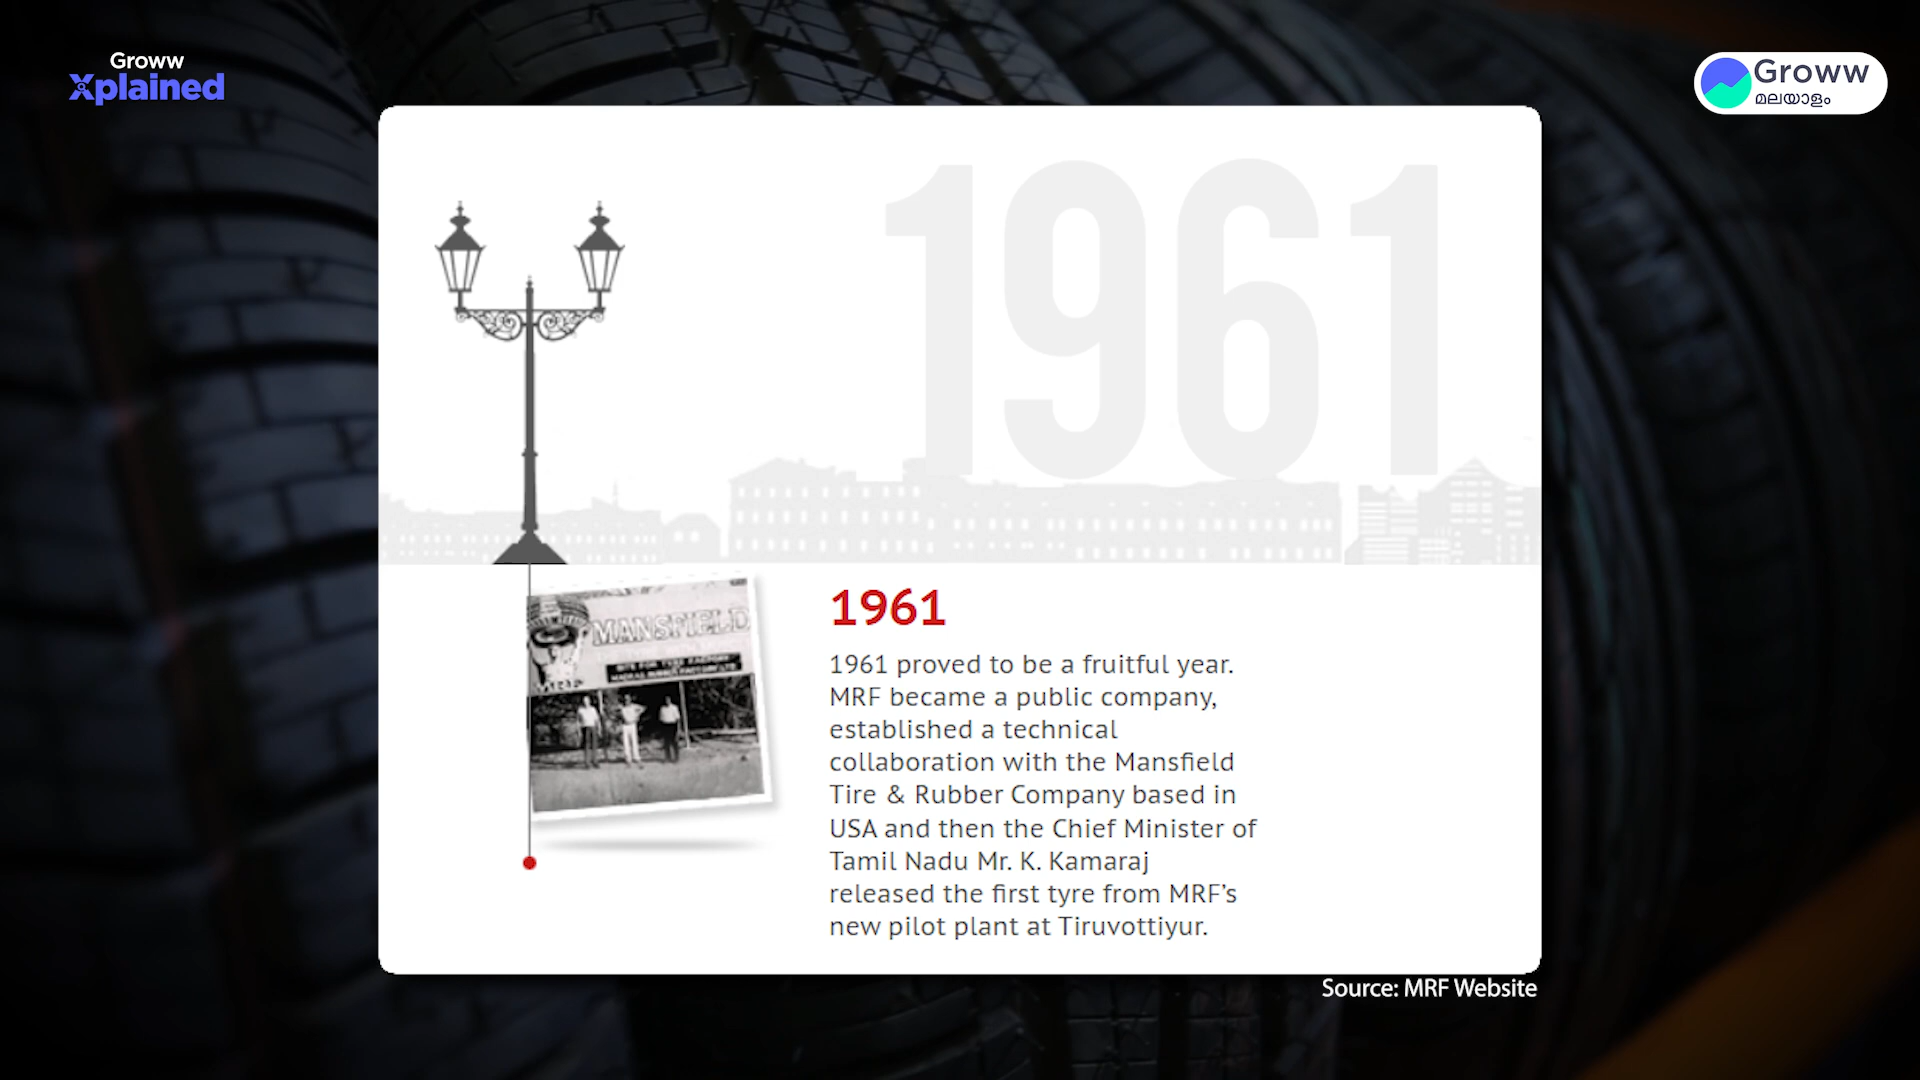 Groww
Xplained
Groww
മലയാളം
1961
MANSFIELD
1961
1961 proved to be a fruitful year.
MRF became a public company,
established a technical
collaboration with the Mansfield
Tire & Rubber Company based in
USA and then the Chief Minister of
Tamil Nadu Mr. K. Kamaraj
released the first tyre from MRF’s
new pilot plant at Tiruvottiyur.
Source: MRF Website